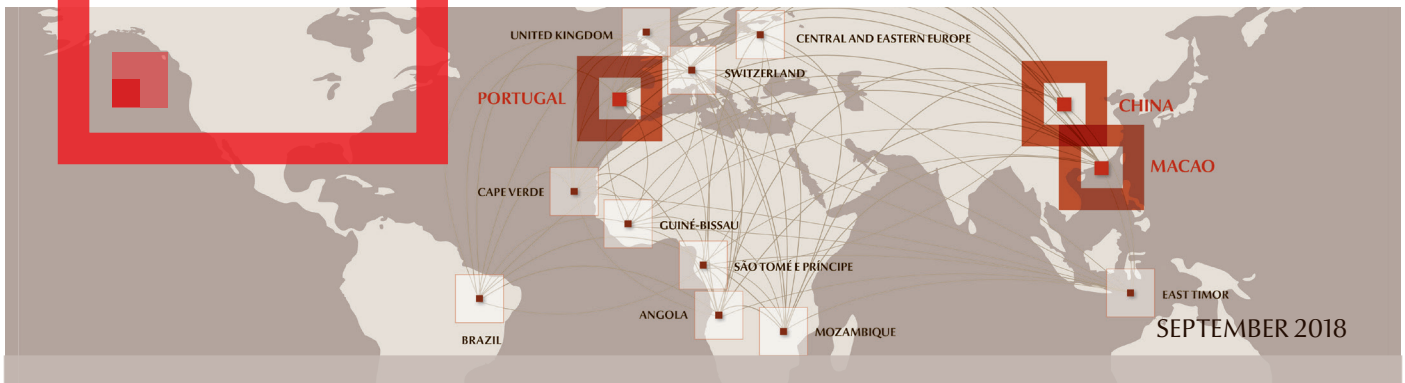 UNITED KINGDOM
CENTRAL AND EASTERN EUROPE
SWITZERLAND
PORTUGAL
CHINA
MACAO
CAPE VERDE
GUINÉ-BISSAU
SÃO TOMÉ E PRÍNCIPE
EAST TIMOR
ANGOLA
MOZAMBIQUE
BRAZIL
SEPTEMBER 2018